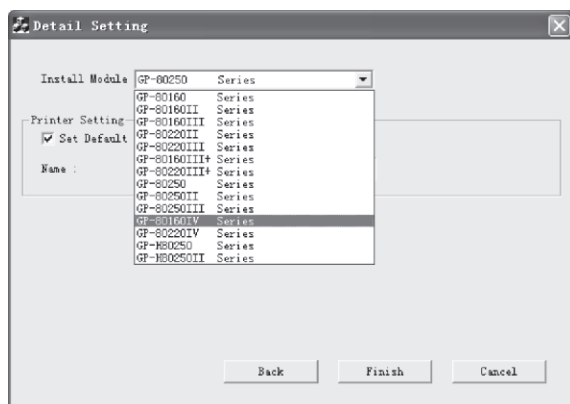 Detail Setting
Install Module GP-80250 Series
GP-80160 Series
GP-80160II Series
GP-80160III Series
GP-80220II Series
GP-80220III Series
GP-80160III+ Series
GP-80220III+ Series
GP-80250 Series
GP-80250II Series
GP-80250III Series
GP-80160IV Series
GP-80220IV Series
GP-H80250 Series
GP-H80250II Series
Printer Setting
Set Default
Name :
Back Finish Cancel